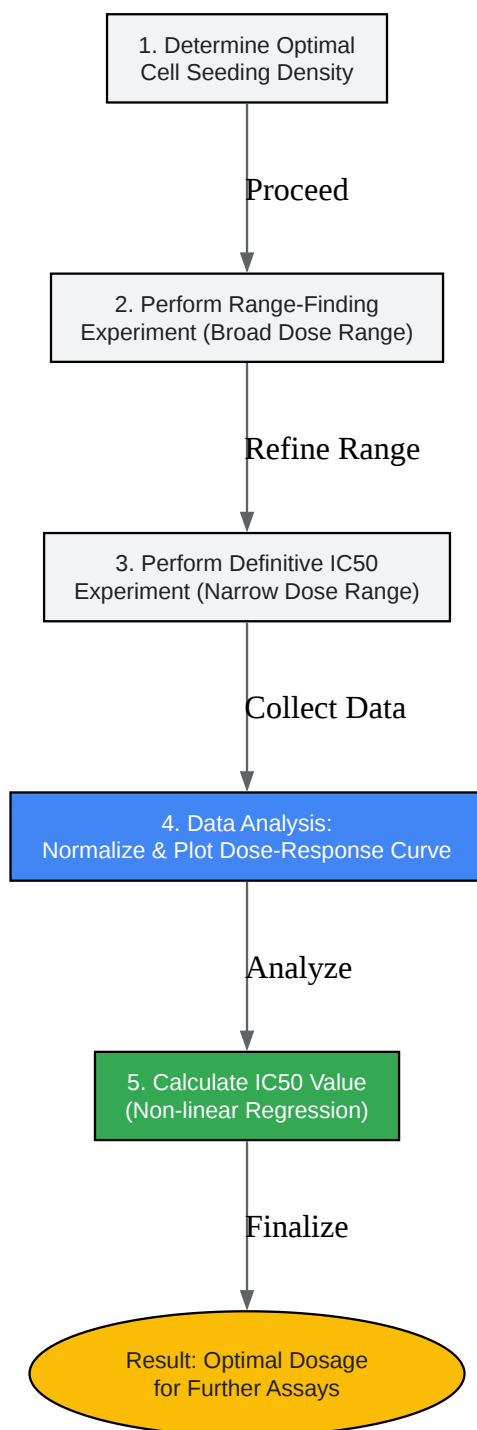 1. Determine Optimal
Cell Seeding Density
Proceed
2. Perform Range-Finding
Experiment (Broad Dose Range)
Refine Range
3. Perform Definitive IC50
Experiment (Narrow Dose Range)
Collect Data
4. Data Analysis:
Normalize & Plot Dose-Response Curve
Analyze
5. Calculate IC50 Value
(Non-linear Regression)
Finalize
Result: Optimal Dosage
for Further Assays